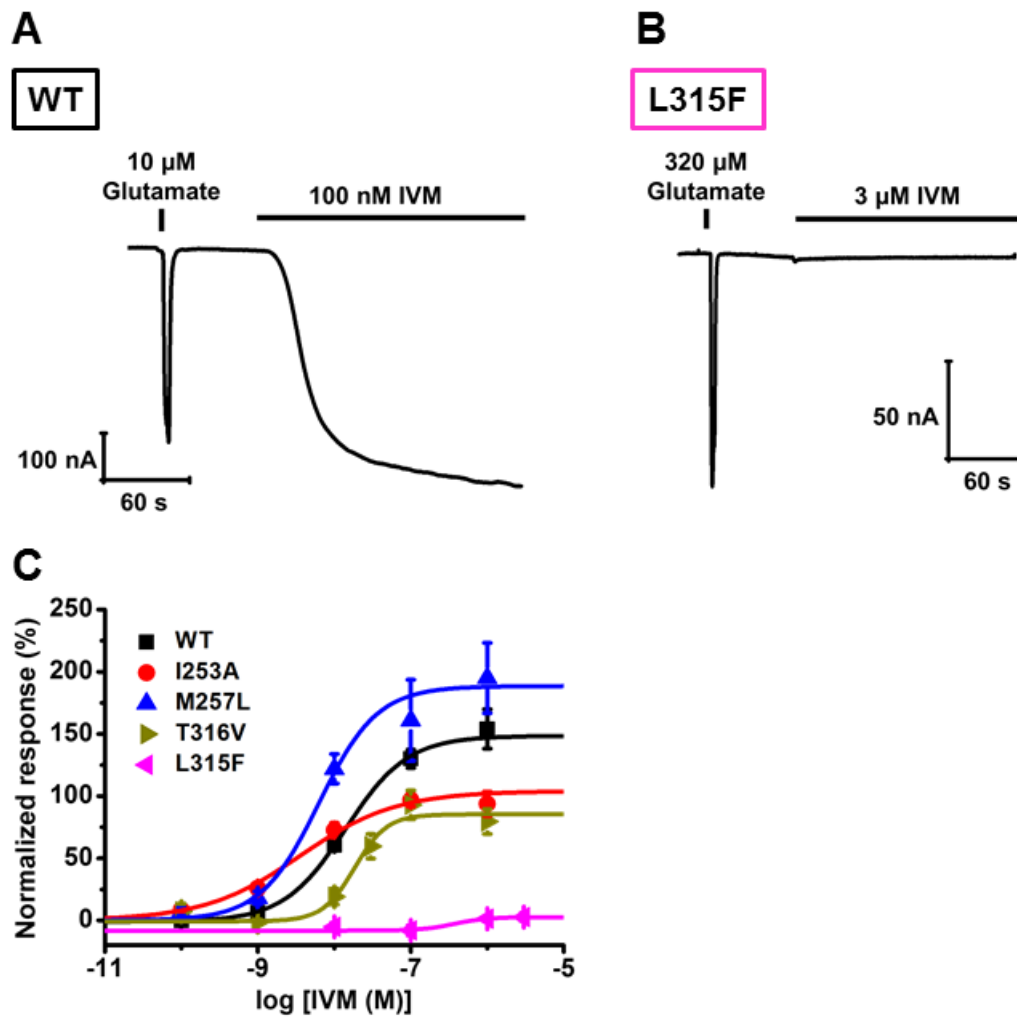 A
B
WT
L315F
10 µM
Glutamate
100 nM IVM
320 µM
Glutamate
3 µM IVM
100 nA
60 s
50 nA
60 s
C
Normalized response (%)
250
200
150
100
50
0
WT
I253A
M257L
T316V
L315F
-11
-9
-7
-5
log [IVM (M)]